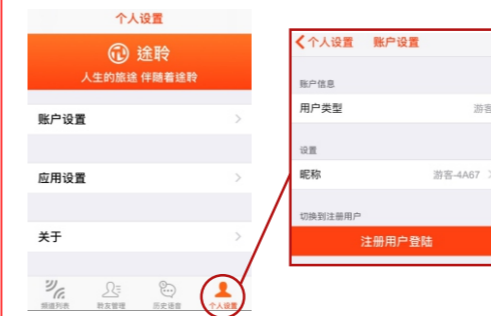 个人设置
途聆
人生的旅途 伴随着途聆
账户设置
应用设置
关于
频道列表 聆友管理 历史语音 个人设置
个人设置 账户设置
账户信息
用户类型 游客
设置
昵称 游客-4A67
切换到注册用户
注册用户登陆